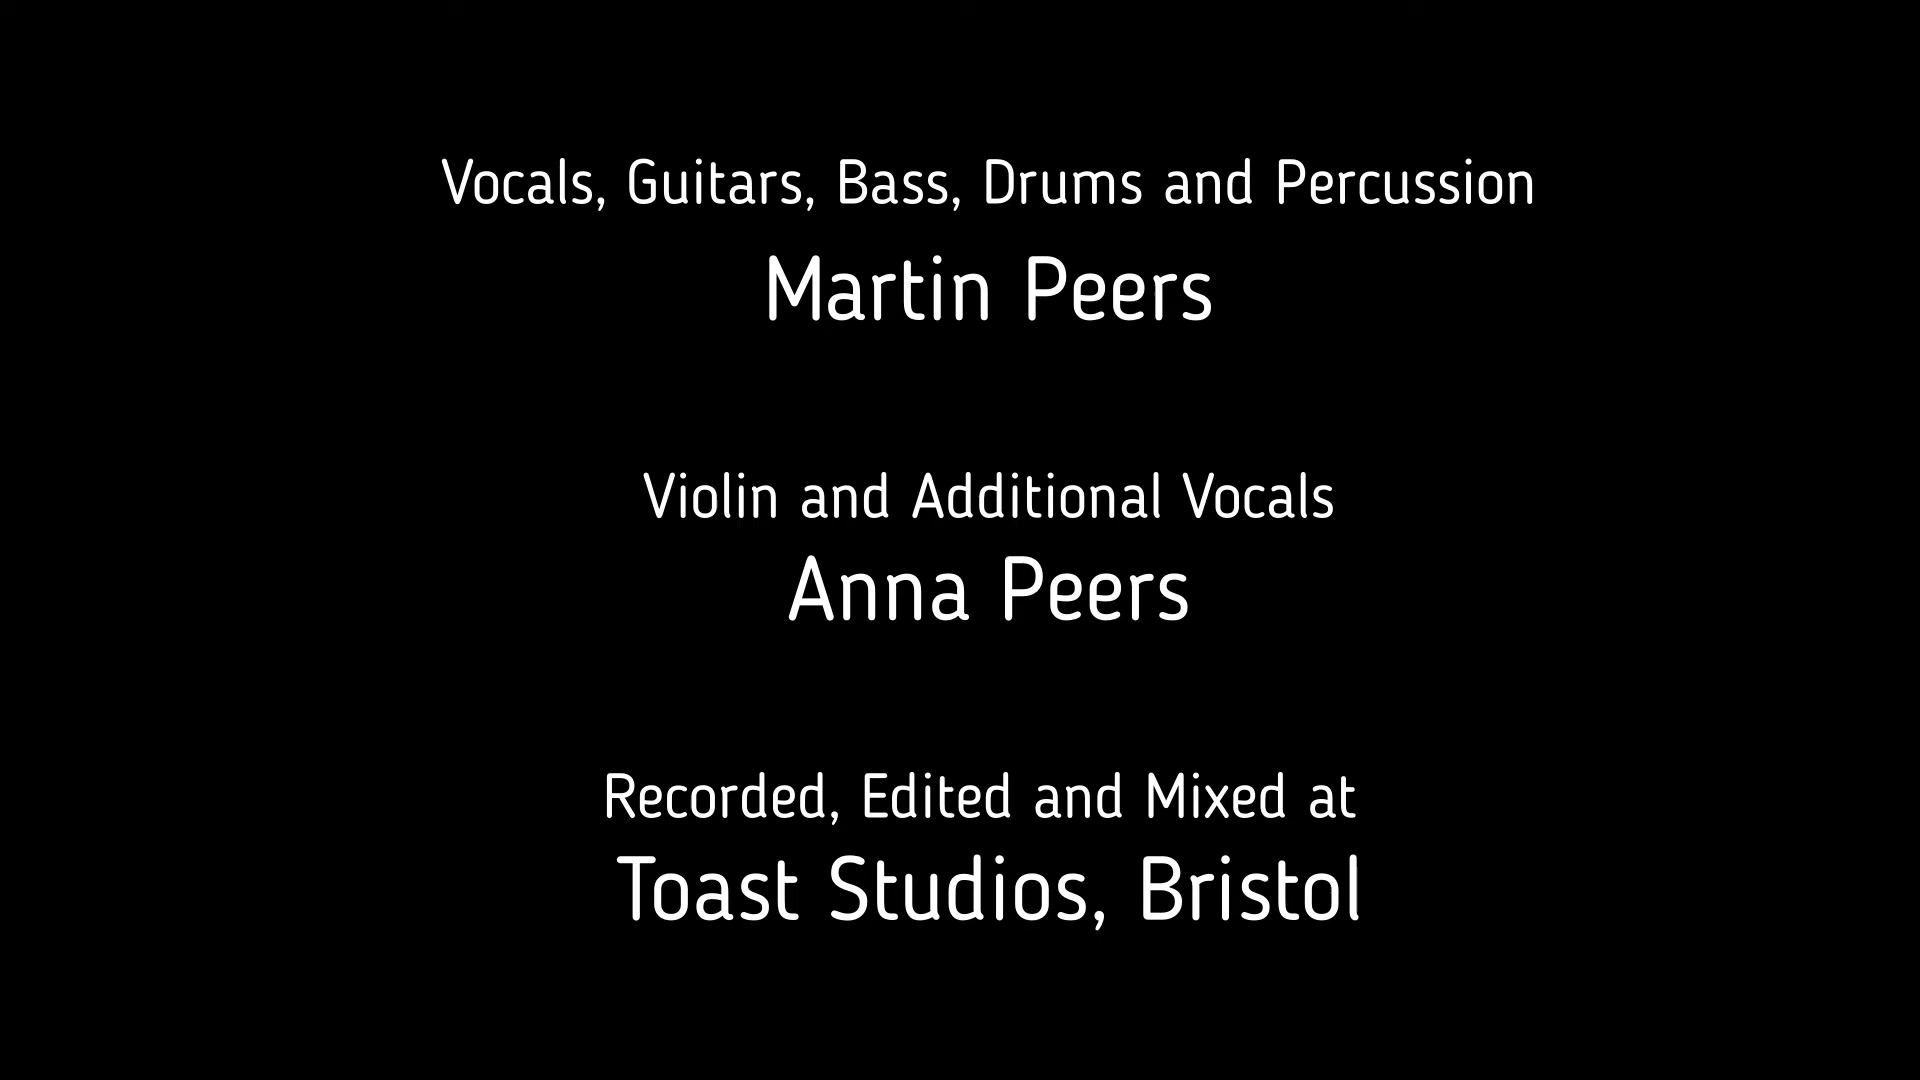 Vocals, Guitars, Bass, Drums and Percussion
Martin Peers
Violin and Additional Vocals
Anna Peers
Recorded, Edited and Mixed at
Toast Studios, Bristol